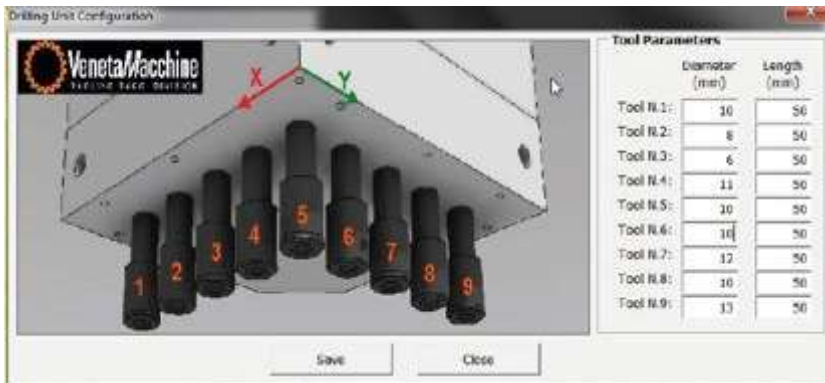 Drilling Unit Configuration
VenetaMacchine
X
Y
1
2
3
4
5
6
7
8
9
Tool Parameters
Diameter (mm) Length (mm)
Tool N.1: 10 50
Tool N.2: 8 50
Tool N.3: 6 50
Tool N.4: 11 50
Tool N.5: 10 50
Tool N.6: 10 50
Tool N.7: 12 50
Tool N.8: 10 50
Tool N.9: 13 50
Save Close